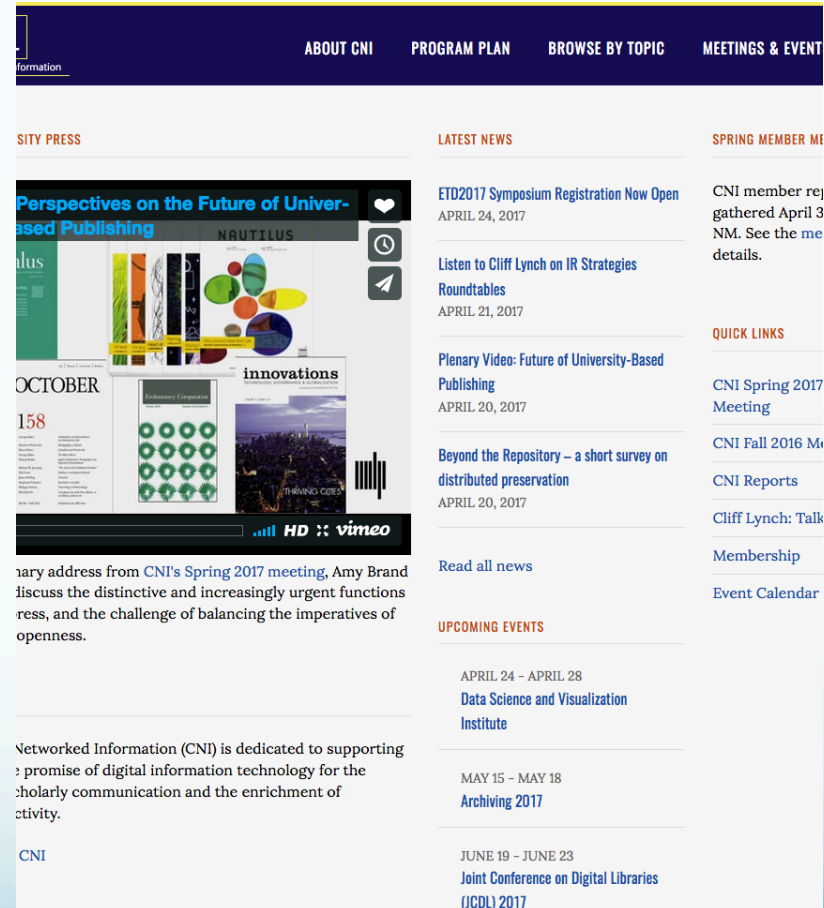 formation
ABOUT CNI
PROGRAM PLAN
BROWSE BY TOPIC
MEETINGS & EVENT
SITY PRESS
Perspectives on the Future of Univer-
ased Publishing
NAUTILUS
lus
OCTOBER
158
Evolutionary Computation
innovations
TECHNOLOGY, GOVERNANCE & GLOBALIZATION
THRIVING CITIES
HD
vimeo
nary address from CNI's Spring 2017 meeting, Amy Brand
discuss the distinctive and increasingly urgent functions
ress, and the challenge of balancing the imperatives of
openness.
Networked Information (CNI) is dedicated to supporting
e promise of digital information technology for the
cholarly communication and the enrichment of
ctivity.
CNI
LATEST NEWS
ETD2017 Symposium Registration Now Open
APRIL 24, 2017
Listen to Cliff Lynch on IR Strategies
Roundtables
APRIL 21, 2017
Plenary Video: Future of University-Based
Publishing
APRIL 20, 2017
Beyond the Repository – a short survey on
distributed preservation
APRIL 20, 2017
Read all news
UPCOMING EVENTS
APRIL 24 - APRIL 28
Data Science and Visualization
Institute
MAY 15 - MAY 18
Archiving 2017
JUNE 19 - JUNE 23
Joint Conference on Digital Libraries
(JCDL) 2017
SPRING MEMBER ME
CNI member rep
gathered April 3
NM. See the me
details.
QUICK LINKS
CNI Spring 2017
Meeting
CNI Fall 2016 Me
CNI Reports
Cliff Lynch: Talk
Membership
Event Calendar